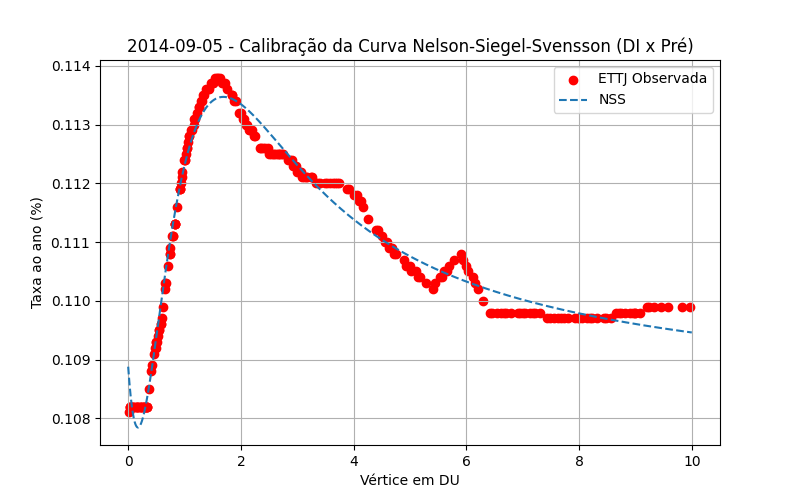 2014-09-05 - Calibração da Curva Nelson-Siegel-Svensson (DI x Pré)
0.114
0.113
0.112
0.111
0.110
0.109
0.108
Taxa ao ano (%)
ETTJ Observada
NSS
0 2 4 6 8 10
Vértice em DU